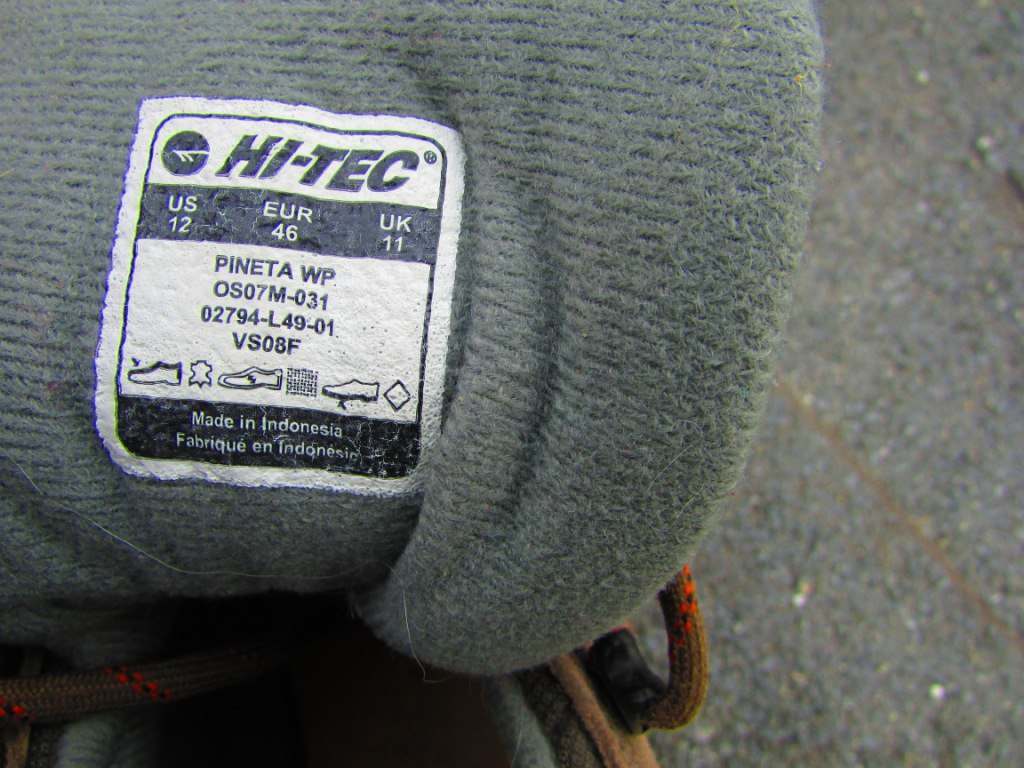 HI-TEC®
US EUR UK
12 46 11
PINETA WP
OS07M-031
02794-L49-01
VS08F
Made in Indonesia
Fabriqué en Indonésie